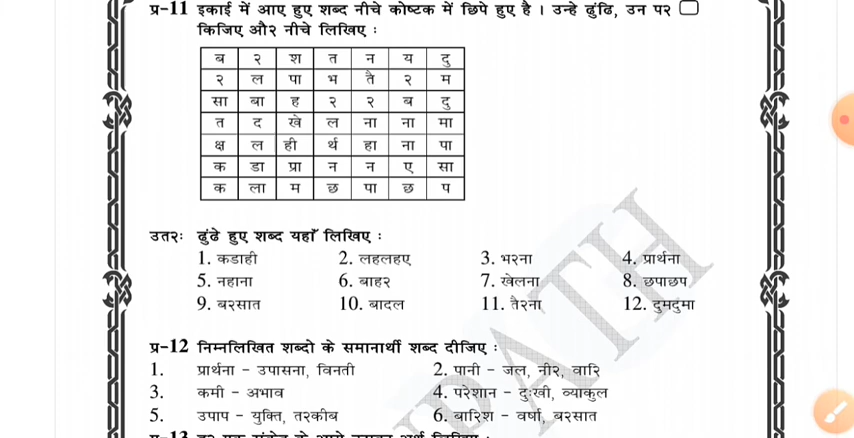 प्र-11 इकाई में आए हुए शब्द नीचे कोष्टक में छिपे हुए है । उन्हे ढुंढि, उन पर
किजिए और नीचे लिखिए :
ब र श त न य दु
र ल पा भ तै र म
सा बा ह र र ब दु
त द खे ल ना ना मा
क्ष ल ही र्थ हा ना पा
क डा प्रा न न ए सा
क ला म छ पा छ प
उतरः ढुंढे हुए शब्द यहाँ लिखिए :
1. कडाही 2. लहलहए 3. भरना 4. प्रार्थना
5. नहाना 6. बाहर 7. खेलना 8. छपाछप
9. बरसात 10. बादल 11. तैरना 12. दुमदुमा
प्र-12 निम्नलिखित शब्दो के समानार्थी शब्द दीजिए :
1. प्रार्थना - उपासना, विनती 2. पानी - जल, नीर, वारि
3. कमी - अभाव 4. परेशान - दुःखी, व्याकुल
5. उपाप - युक्ति, तरकीब 6. बारिश - वर्षा, बरसात